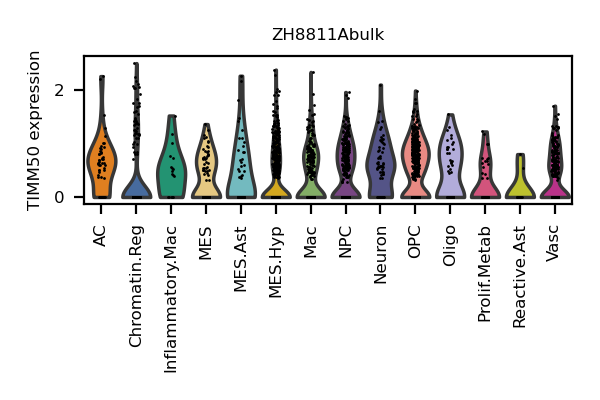 ZH8811Abulk
TIMM50 expression
2
0
AC
Chromatin.Reg
Inflammatory.Mac
MES
MES.Ast
MES.Hyp
Mac
NPC
Neuron
OPC
Oligo
Prolif.Metab
Reactive.Ast
Vasc